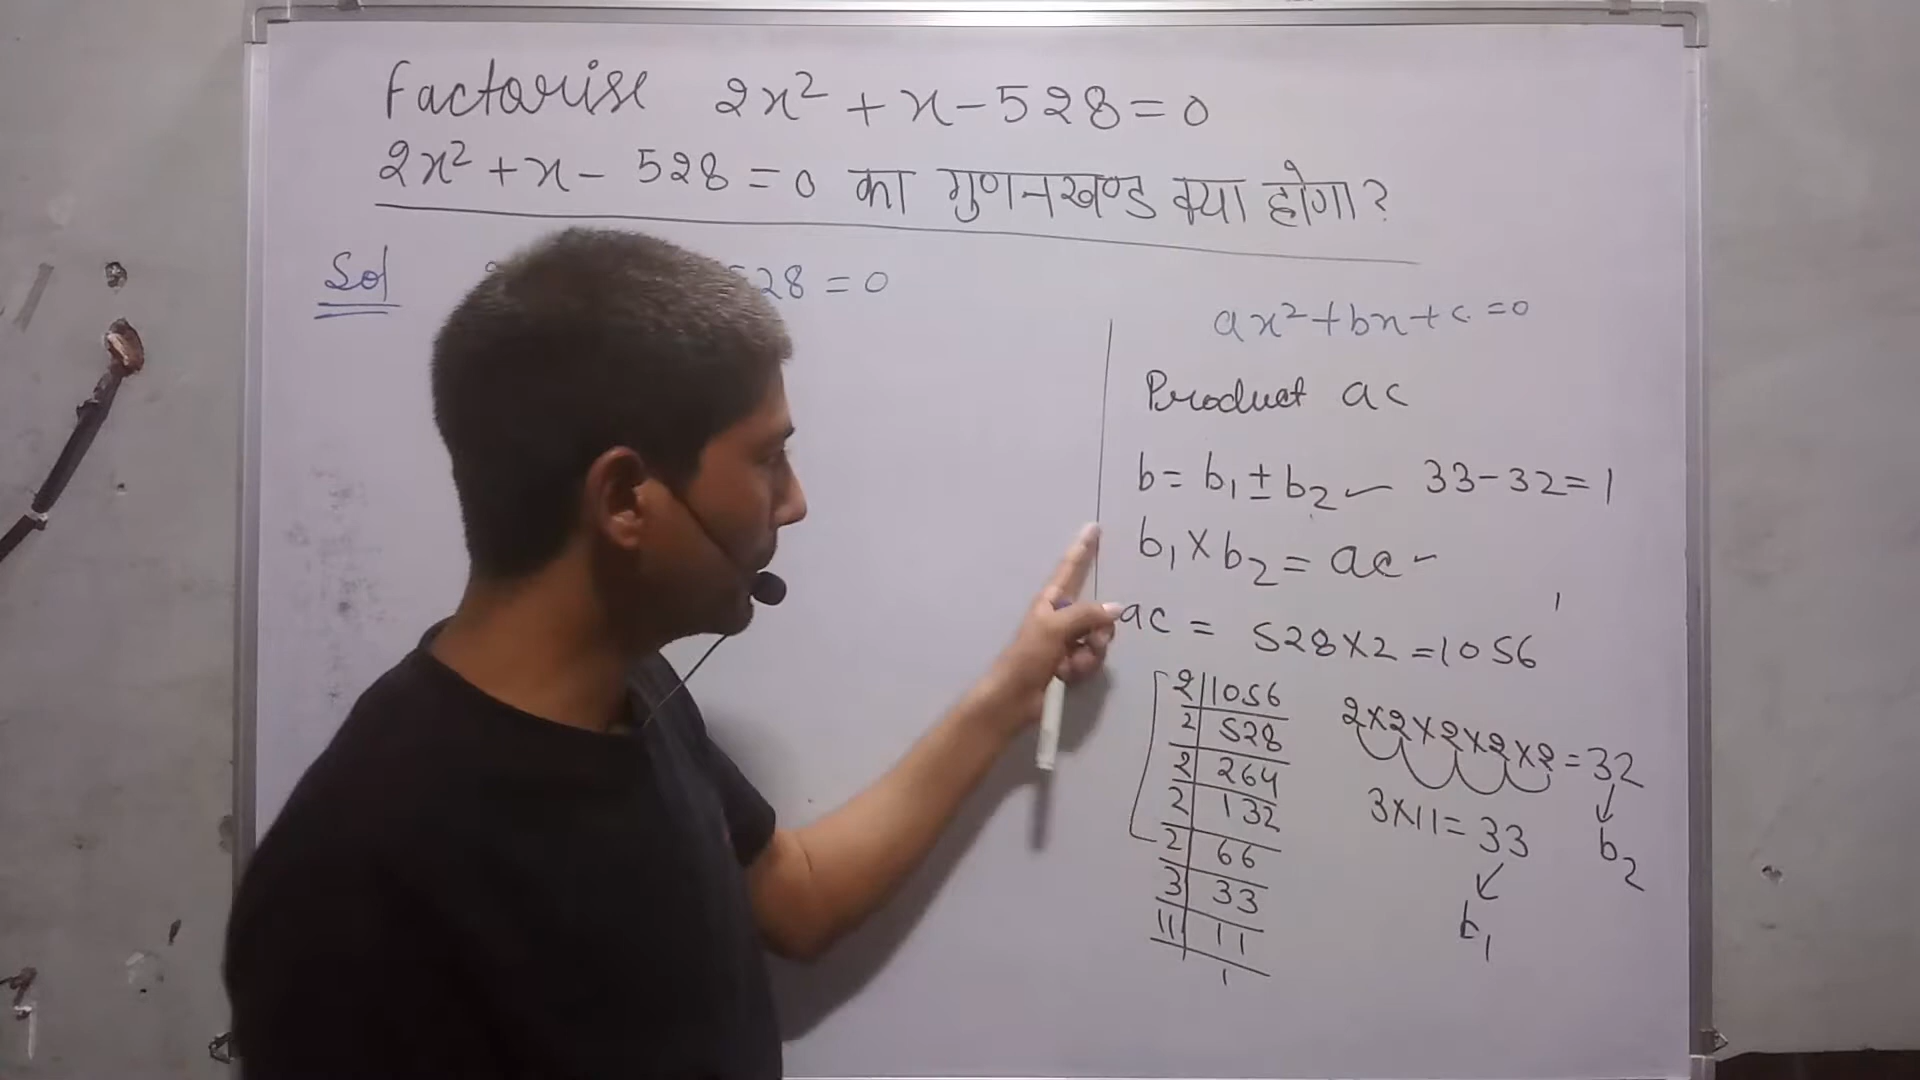 Factorise 2x² + x - 528 = 0
2x² + x - 528 = 0 का गुणनखण्ड क्या होगा?
Sol 528 = 0
ax² + bx + c = 0
Product ac
b = b₁ ± b₂ 33 - 32 = 1
b₁ × b₂ = ac
ac = 528 × 2 = 1056
2 | 1056
2 | 528
2 | 264
2 | 132
2 | 66
3 | 33
11 | 11
1
2×2×2×2×2 = 32
↓
b₂
3×11 = 33
↙
b₁